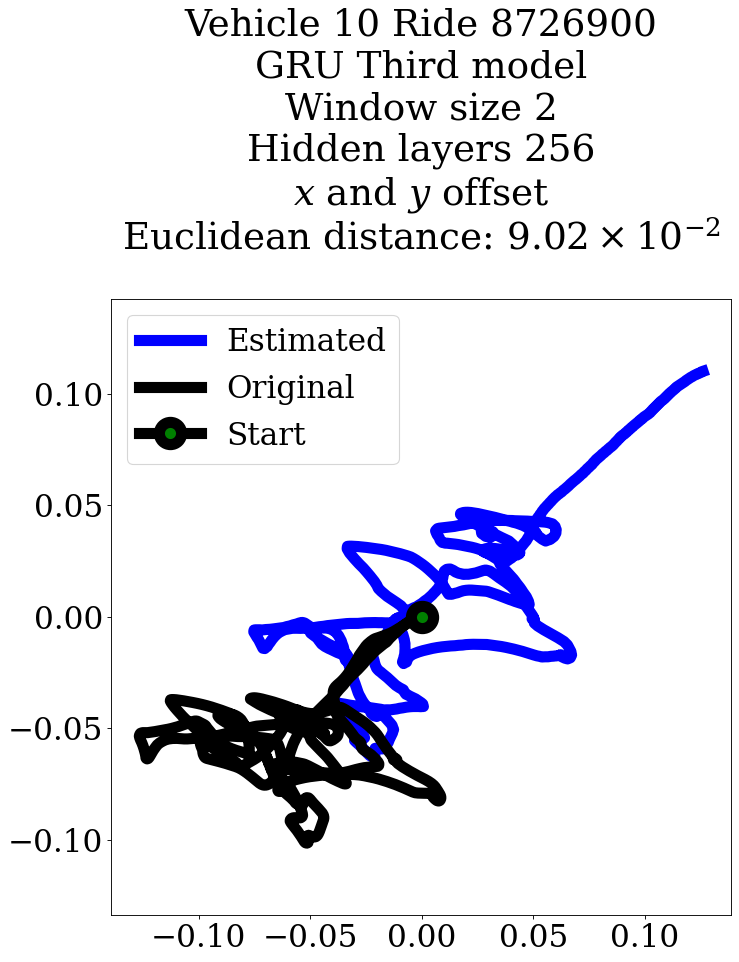 Vehicle 10 Ride 8726900
GRU Third model
Window size 2
Hidden layers 256
x and y offset
Euclidean distance: 9.02 × 10⁻²
Estimated
Original
Start
0.10
0.05
0.00
−0.05
−0.10
−0.10 −0.05 0.00 0.05 0.10